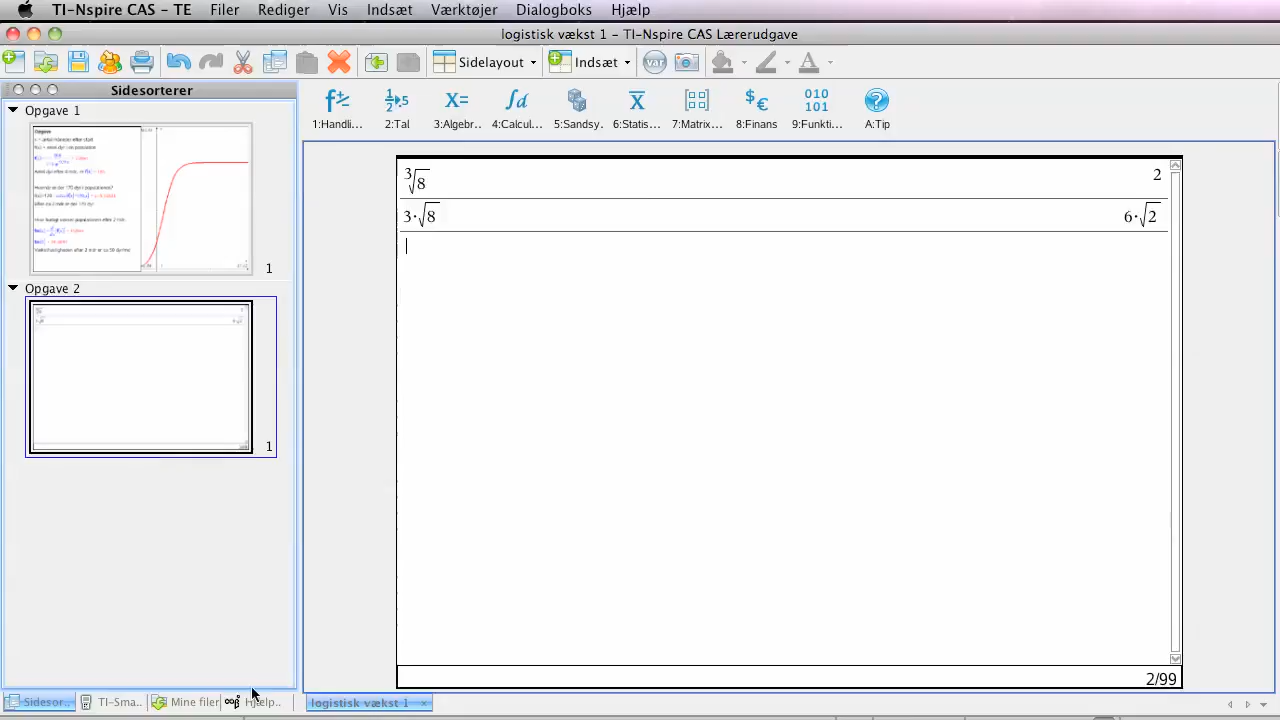 TI-Nspire CAS - TE Filer Rediger Vis Indsæt Værktøjer Dialogboks Hjælp
logistisk vækst 1 - TI-Nspire CAS Lærerudgave
Sidelayout Indsæt VAR
Sidesorterer
1:Handli... 2:Tal 3:Algebr 4:Calcul... 5:Sandsy. 6:Statis... 7:Matrix... 8:Finans 9:Funkti... A:Tip
Opgave 1
1
Opgave 2
1
∛8 2
3·√8 6·√2
2/99
Sidesor.. TI-Sma... Mine filer Hjælp..
logistisk vækst 1